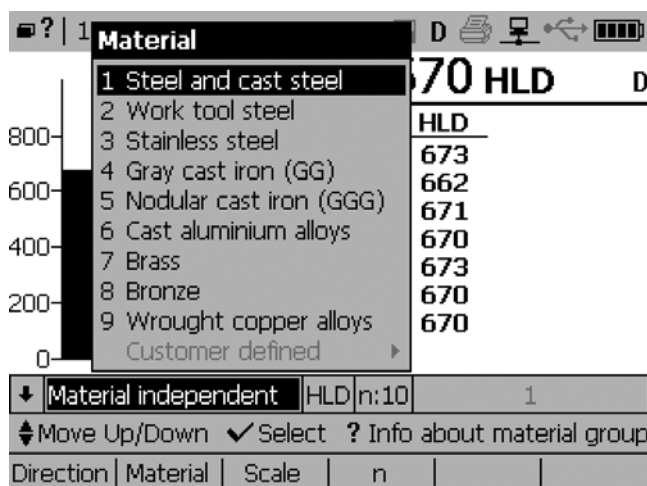 ? 1 D
Material
670 HLD D
1 Steel and cast steel
2 Work tool steel
3 Stainless steel
4 Gray cast iron (GG)
5 Nodular cast iron (GGG)
6 Cast aluminium alloys
7 Brass
8 Bronze
9 Wrought copper alloys
Customer defined
800
600
400
200
0
HLD
673
662
671
670
673
670
670
Material independent HLD n:10 1
Move Up/Down Select ? Info about material group
Direction Material Scale n